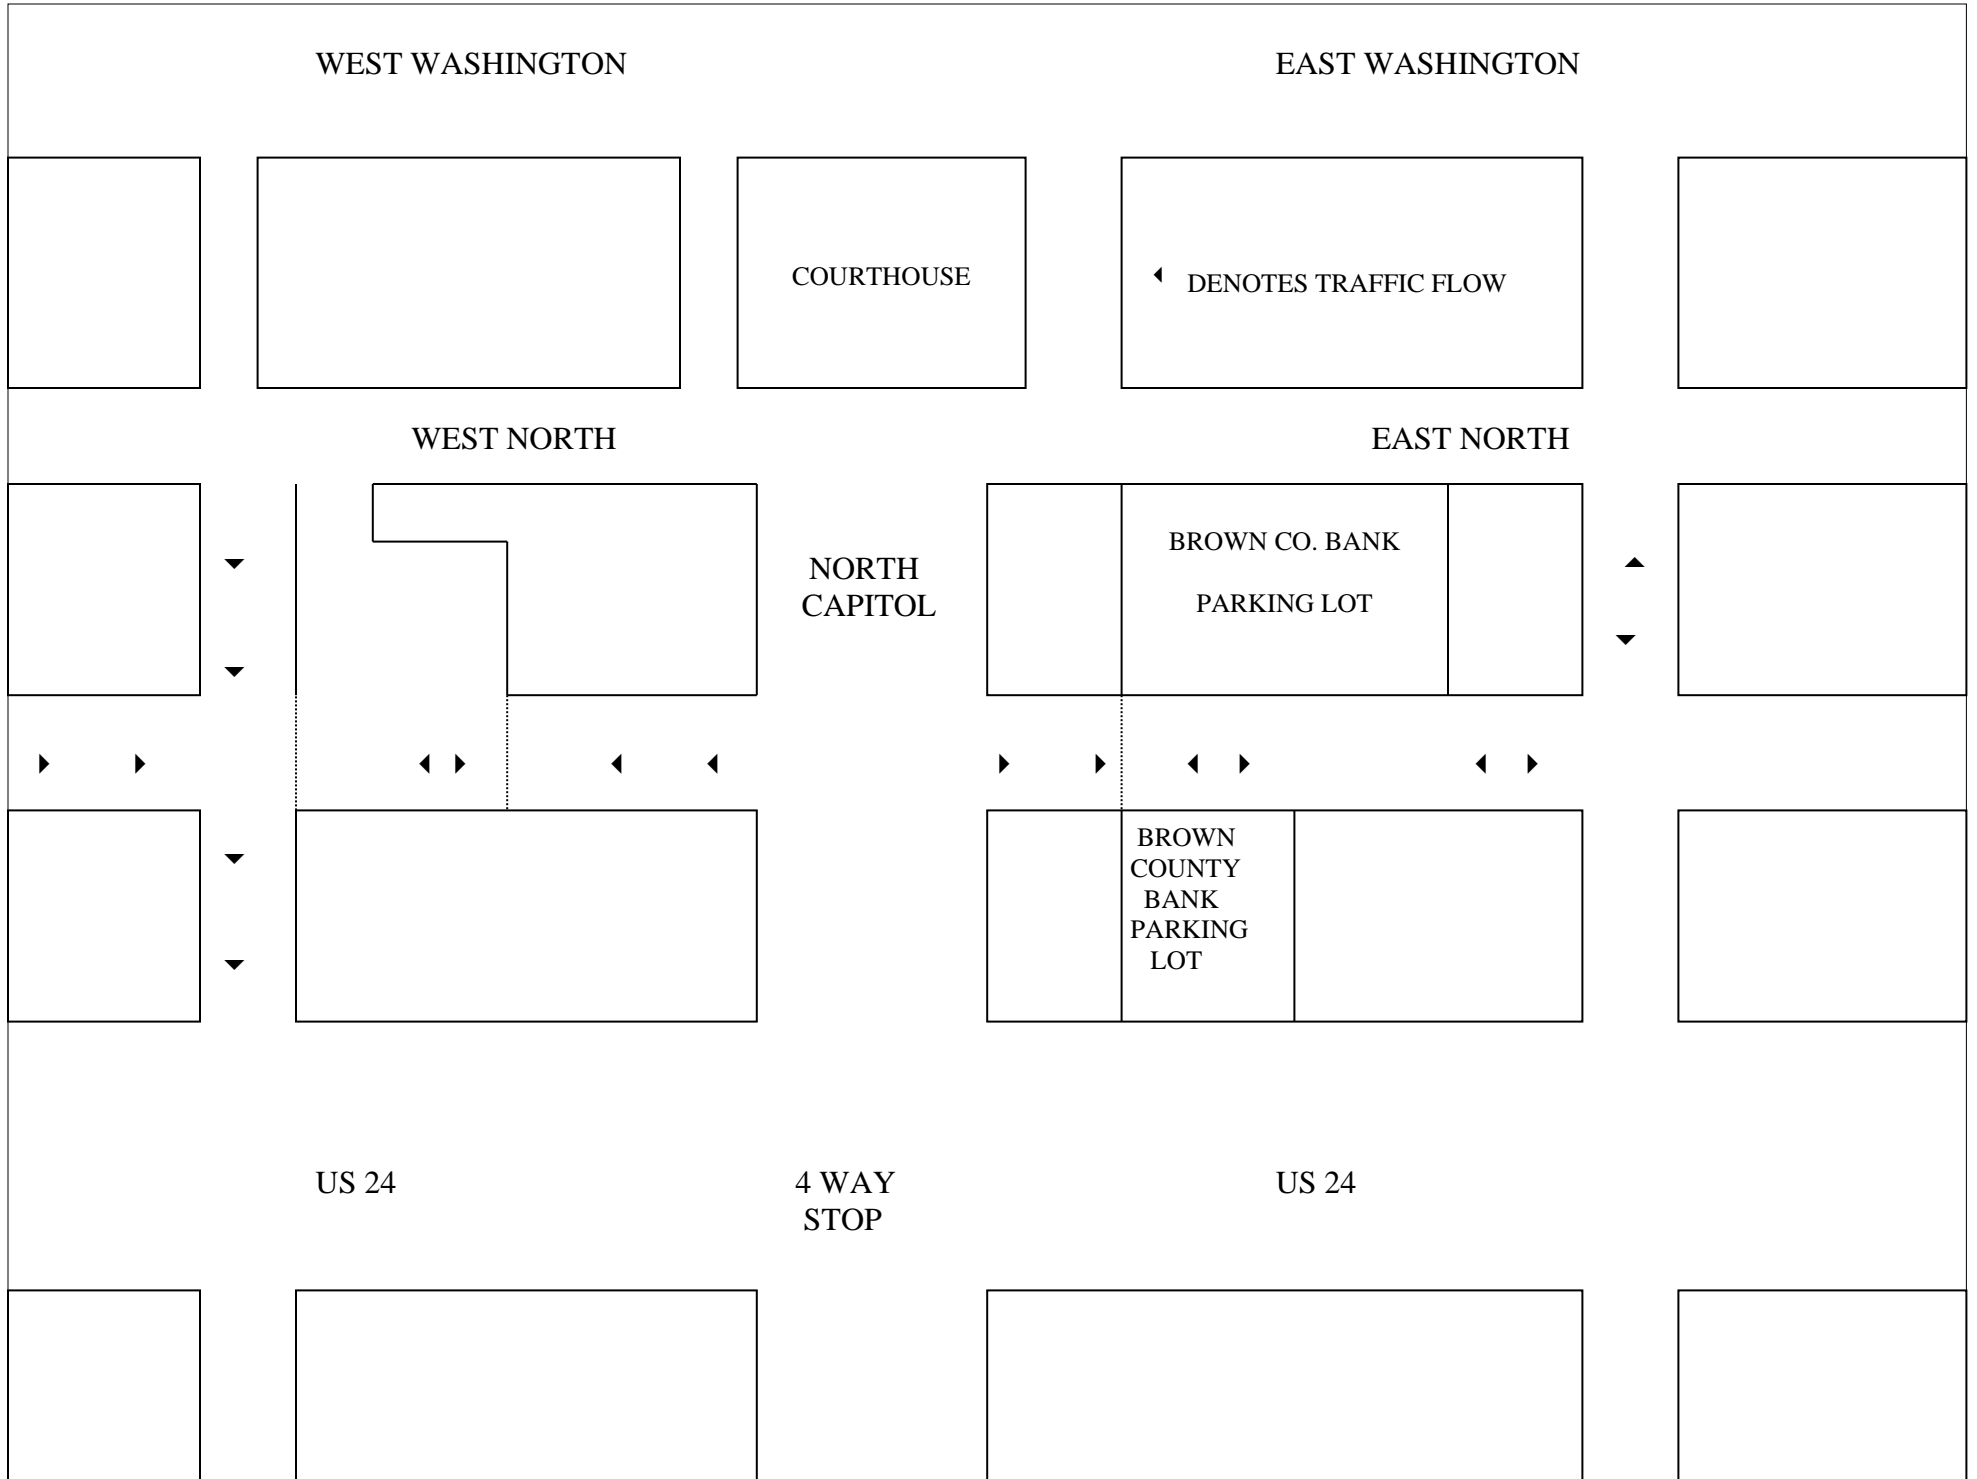 WEST WASHINGTON
EAST WASHINGTON
COURTHOUSE
DENOTES TRAFFIC FLOW
WEST NORTH
EAST NORTH
NORTH
CAPITOL
BROWN CO. BANK
PARKING LOT
BROWN
COUNTY
BANK
PARKING
LOT
US 24
4 WAY
STOP
US 24